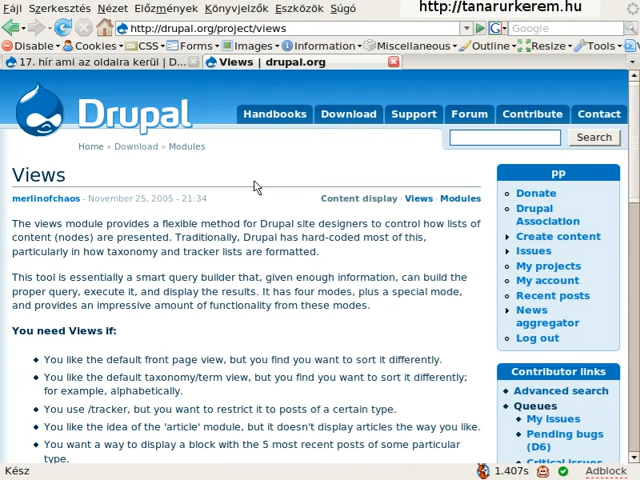 Fájl Szerkesztés Nézet Előzmények Könyvjelzők Eszközök Súgó
http://tanarurkerem.hu
http://drupal.org/project/views
Google
Disable Cookies CSS Forms Images Information Miscellaneous Outline Resize Tools
17. hír ami az oldalra kerül | D...
Views | drupal.org
Drupal
Handbooks Download Support Forum Contribute Contact
Home » Download » Modules
Search
Views
merlinofchaos - November 25, 2005 - 21:34
Content display · Views · Modules
The views module provides a flexible method for Drupal site designers to control how lists of
content (nodes) are presented. Traditionally, Drupal has hard-coded most of this,
particularly in how taxonomy and tracker lists are formatted.
This tool is essentially a smart query builder that, given enough information, can build the
proper query, execute it, and display the results. It has four modes, plus a special mode,
and provides an impressive amount of functionality from these modes.
You need Views if:
You like the default front page view, but you find you want to sort it differently.
You like the default taxonomy/term view, but you find you want to sort it differently;
for example, alphabetically.
You use /tracker, but you want to restrict it to posts of a certain type.
You like the idea of the 'article' module, but it doesn't display articles the way you like.
You want a way to display a block with the 5 most recent posts of some particular
type.
pp
Donate
Drupal
Association
Create content
Issues
My projects
My account
Recent posts
News
aggregator
Log out
Contributor links
Advanced search
Queues
My issues
Pending bugs
(D6)
Critical issues
Kész
1.407s
Adblock